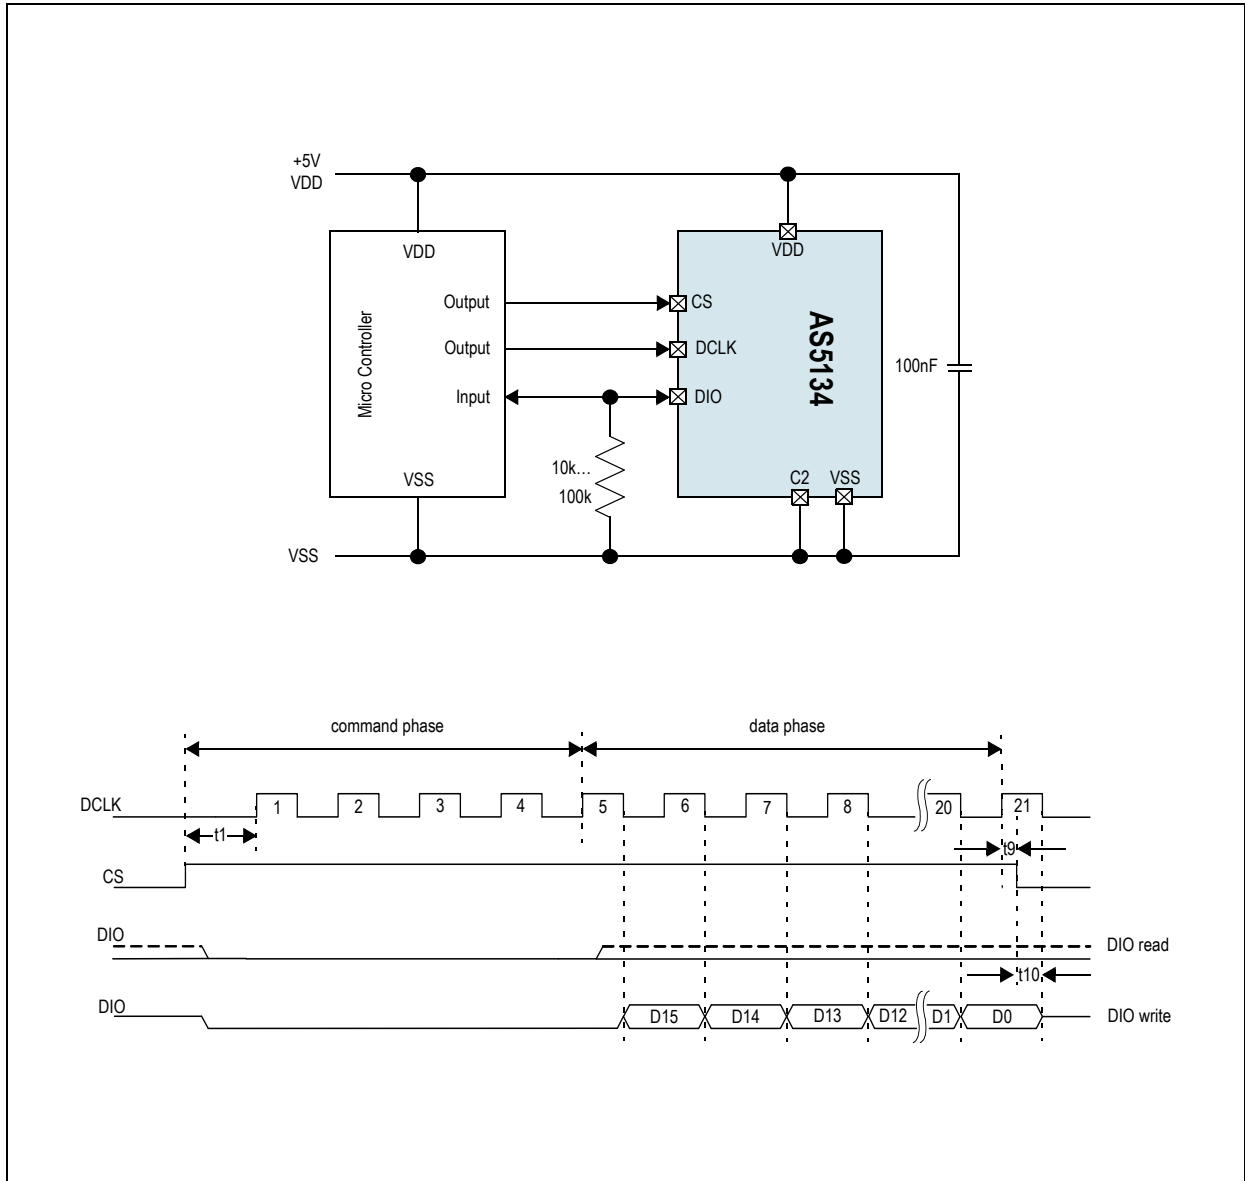 +5V
VDD
VDD
VDD
Output
CS
Output
DCLK
Input
DIO
Micro Controller
AS5134
100nF
10k…
100k
VSS
C2
VSS
VSS
command phase
data phase
DCLK
1
2
3
4
5
6
7
8
20
21
t1
t9
CS
DIO
DIO read
t10
DIO
D15
D14
D13
D12
D1
D0
DIO write